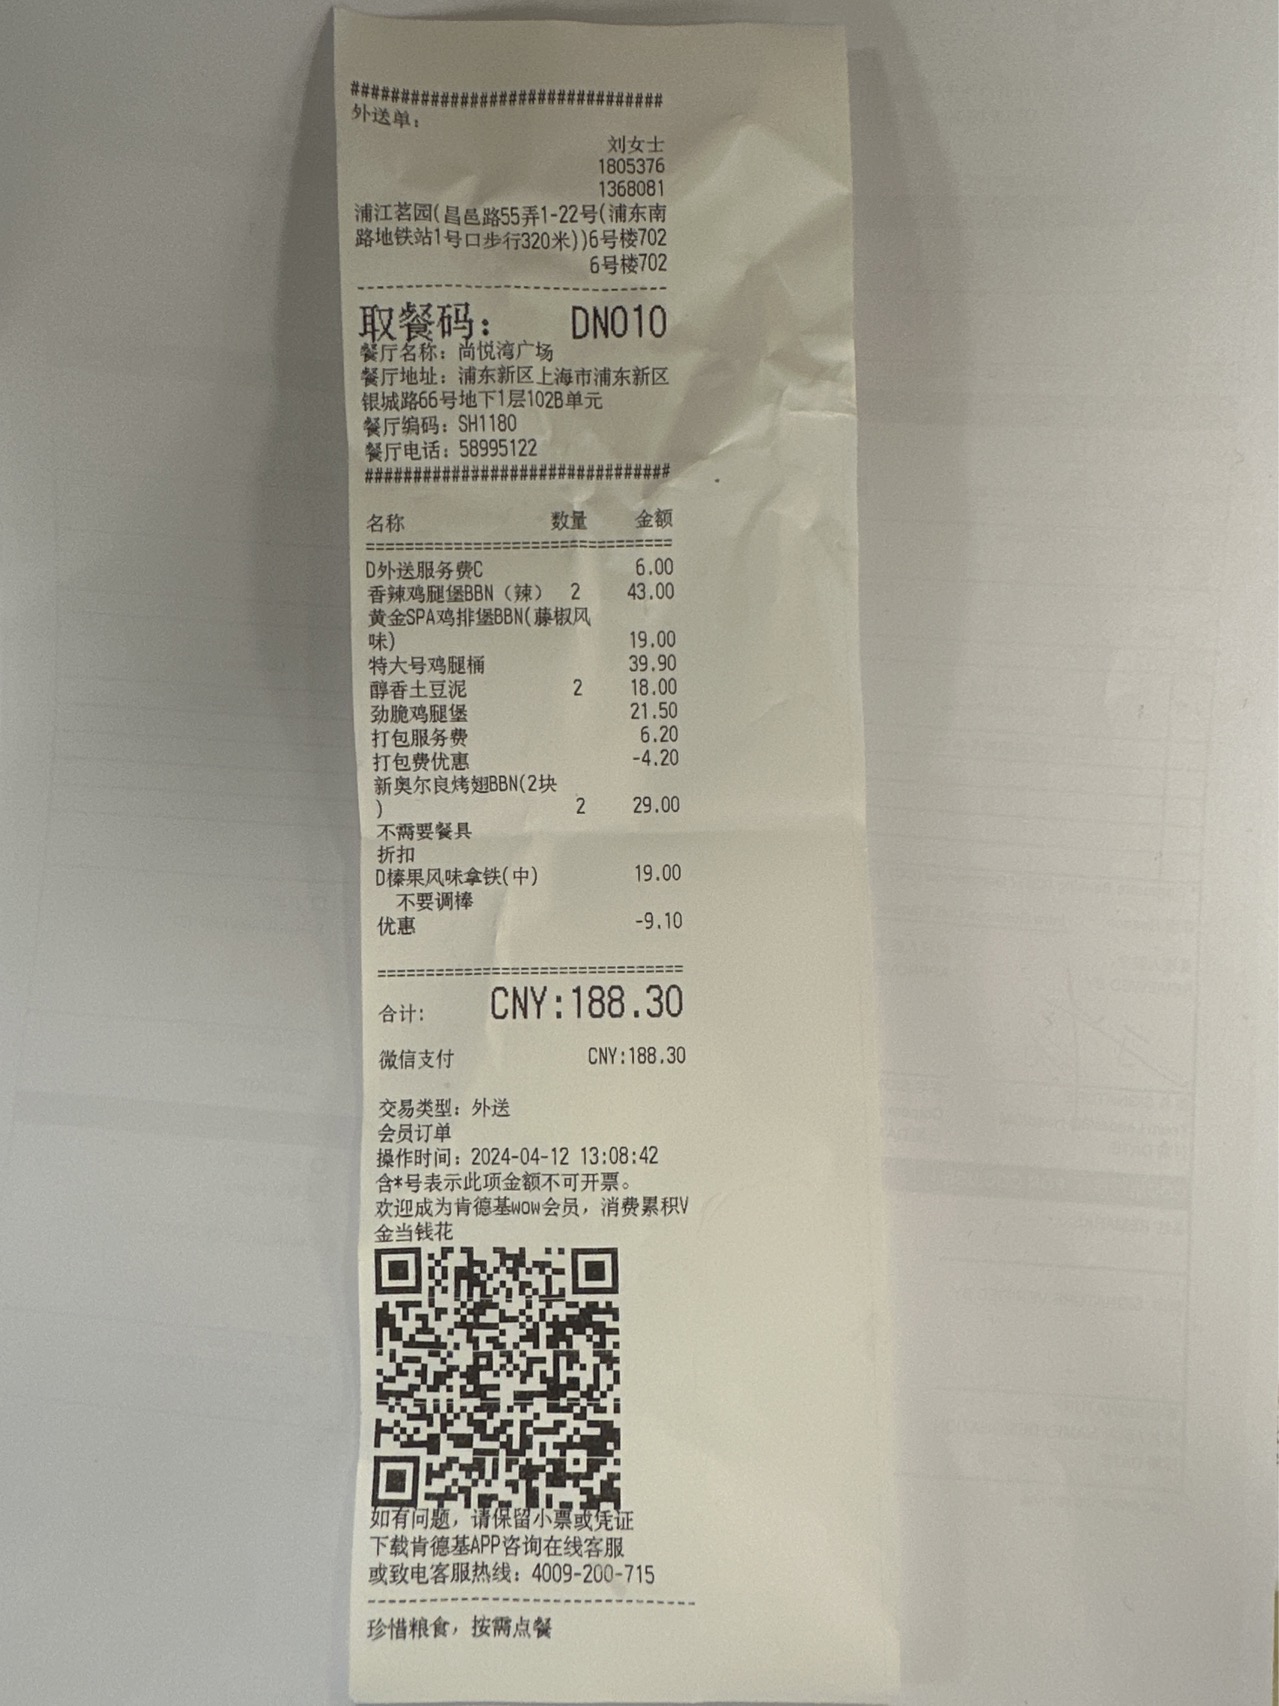 ################################
外送单：
刘女士
1805376
1368081
浦江茗园(昌邑路55弄1-22号(浦东南
路地铁站1号口步行320米))6号楼702
6号楼702
--------------------------------
取餐码： DN010
餐厅名称：尚悦湾广场
餐厅地址：浦东新区上海市浦东新区
银城路66号地下1层102B单元
餐厅编码：SH1180
餐厅电话：58995122
################################
名称 数量 金额
================================
D外送服务费C 6.00
香辣鸡腿堡BBN（辣） 2 43.00
黄金SPA鸡排堡BBN(藤椒风
味) 19.00
特大号鸡腿桶 39.90
醇香土豆泥 2 18.00
劲脆鸡腿堡 21.50
打包服务费 6.20
打包费优惠 -4.20
新奥尔良烤翅BBN(2块
) 2 29.00
不需要餐具
折扣
D榛果风味拿铁(中) 19.00
不要调棒
优惠 -9.10
================================
合计: CNY:188.30
微信支付 CNY:188.30
交易类型：外送
会员订单
操作时间：2024-04-12 13:08:42
含*号表示此项金额不可开票。
欢迎成为肯德基wow会员，消费累积V
金当钱花
如有问题，请保留小票或凭证
下载肯德基APP咨询在线客服
或致电客服热线：4009-200-715
--------------------------------
珍惜粮食，按需点餐